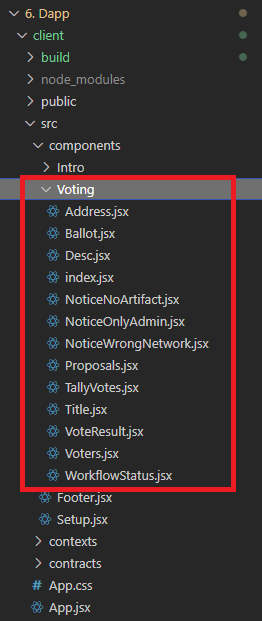 6. Dapp
client
build
node_modules
public
src
components
Intro
Voting
Address.jsx
Ballot.jsx
Desc.jsx
index.jsx
NoticeNoArtifact.jsx
NoticeOnlyAdmin.jsx
NoticeWrongNetwork.jsx
Proposals.jsx
TallyVotes.jsx
Title.jsx
VoteResult.jsx
Voters.jsx
WorkflowStatus.jsx
Footer.jsx
Setup.jsx
contexts
contracts
# App.css
App.jsx